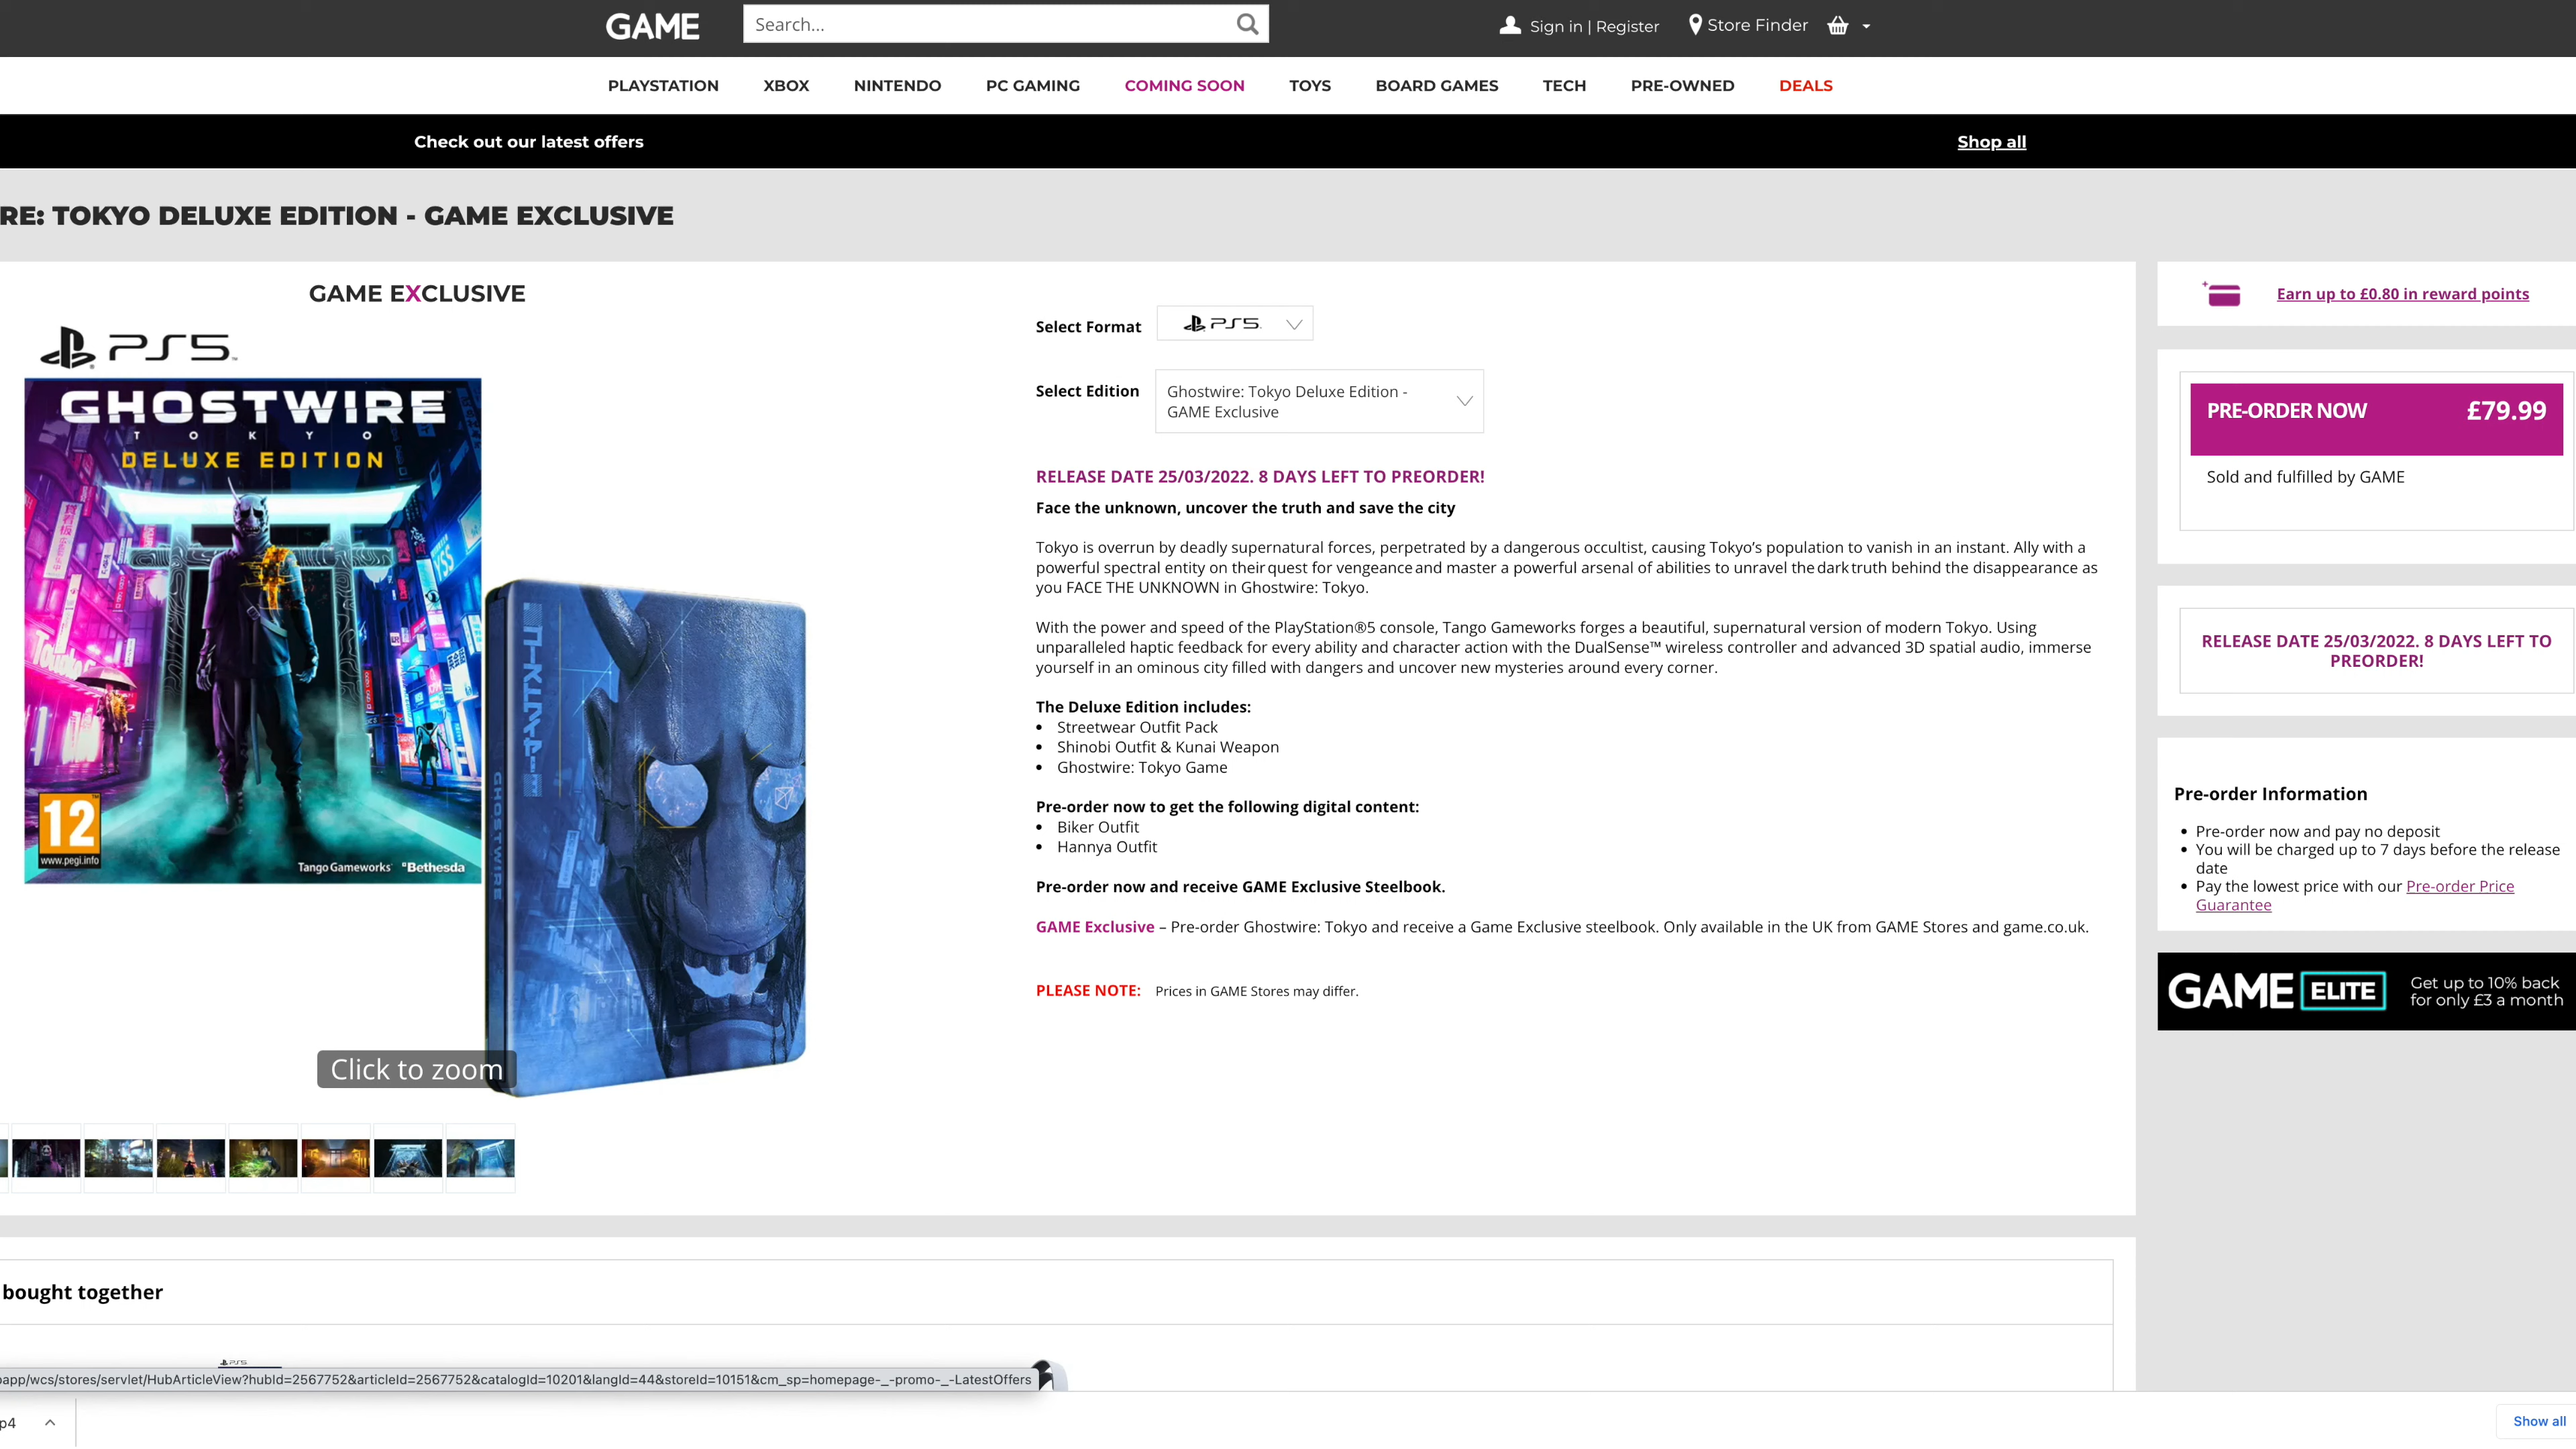 GAME
Search...
Sign in | Register
Store Finder
PLAYSTATION XBOX NINTENDO PC GAMING COMING SOON TOYS BOARD GAMES TECH PRE-OWNED DEALS
Check out our latest offers
Shop all
RE: TOKYO DELUXE EDITION - GAME EXCLUSIVE
GAME EXCLUSIVE
PS5
GHOSTWIRE
TOKYO
DELUXE EDITION
12
www.pegi.info
Tango Gameworks Bethesda
GHOSTWIRE
Click to zoom
Select Format PS5
Select Edition
Ghostwire: Tokyo Deluxe Edition -
GAME Exclusive
RELEASE DATE 25/03/2022. 8 DAYS LEFT TO PREORDER!
Face the unknown, uncover the truth and save the city
Tokyo is overrun by deadly supernatural forces, perpetrated by a dangerous occultist, causing Tokyo’s population to vanish in an instant. Ally with a
powerful spectral entity on their quest for vengeance and master a powerful arsenal of abilities to unravel the dark truth behind the disappearance as
you FACE THE UNKNOWN in Ghostwire: Tokyo.
With the power and speed of the PlayStation®5 console, Tango Gameworks forges a beautiful, supernatural version of modern Tokyo. Using
unparalleled haptic feedback for every ability and character action with the DualSense™ wireless controller and advanced 3D spatial audio, immerse
yourself in an ominous city filled with dangers and uncover new mysteries around every corner.
The Deluxe Edition includes:
• Streetwear Outfit Pack
• Shinobi Outfit & Kunai Weapon
• Ghostwire: Tokyo Game
Pre-order now to get the following digital content:
• Biker Outfit
• Hannya Outfit
Pre-order now and receive GAME Exclusive Steelbook.
GAME Exclusive – Pre-order Ghostwire: Tokyo and receive a Game Exclusive steelbook. Only available in the UK from GAME Stores and game.co.uk.
PLEASE NOTE: Prices in GAME Stores may differ.
Earn up to £0.80 in reward points
PRE-ORDER NOW £79.99
Sold and fulfilled by GAME
RELEASE DATE 25/03/2022. 8 DAYS LEFT TO
PREORDER!
Pre-order Information
• Pre-order now and pay no deposit
• You will be charged up to 7 days before the release
date
• Pay the lowest price with our Pre-order Price
Guarantee
GAME ELITE
Get up to 10% back
for only £3 a month
bought together
PS5
app/wcs/stores/servlet/HubArticleView?hubId=2567752&articleId=2567752&catalogId=10201&langId=44&storeId=10151&cm_sp=homepage-_-promo-_-LatestOffers
p4
Show all